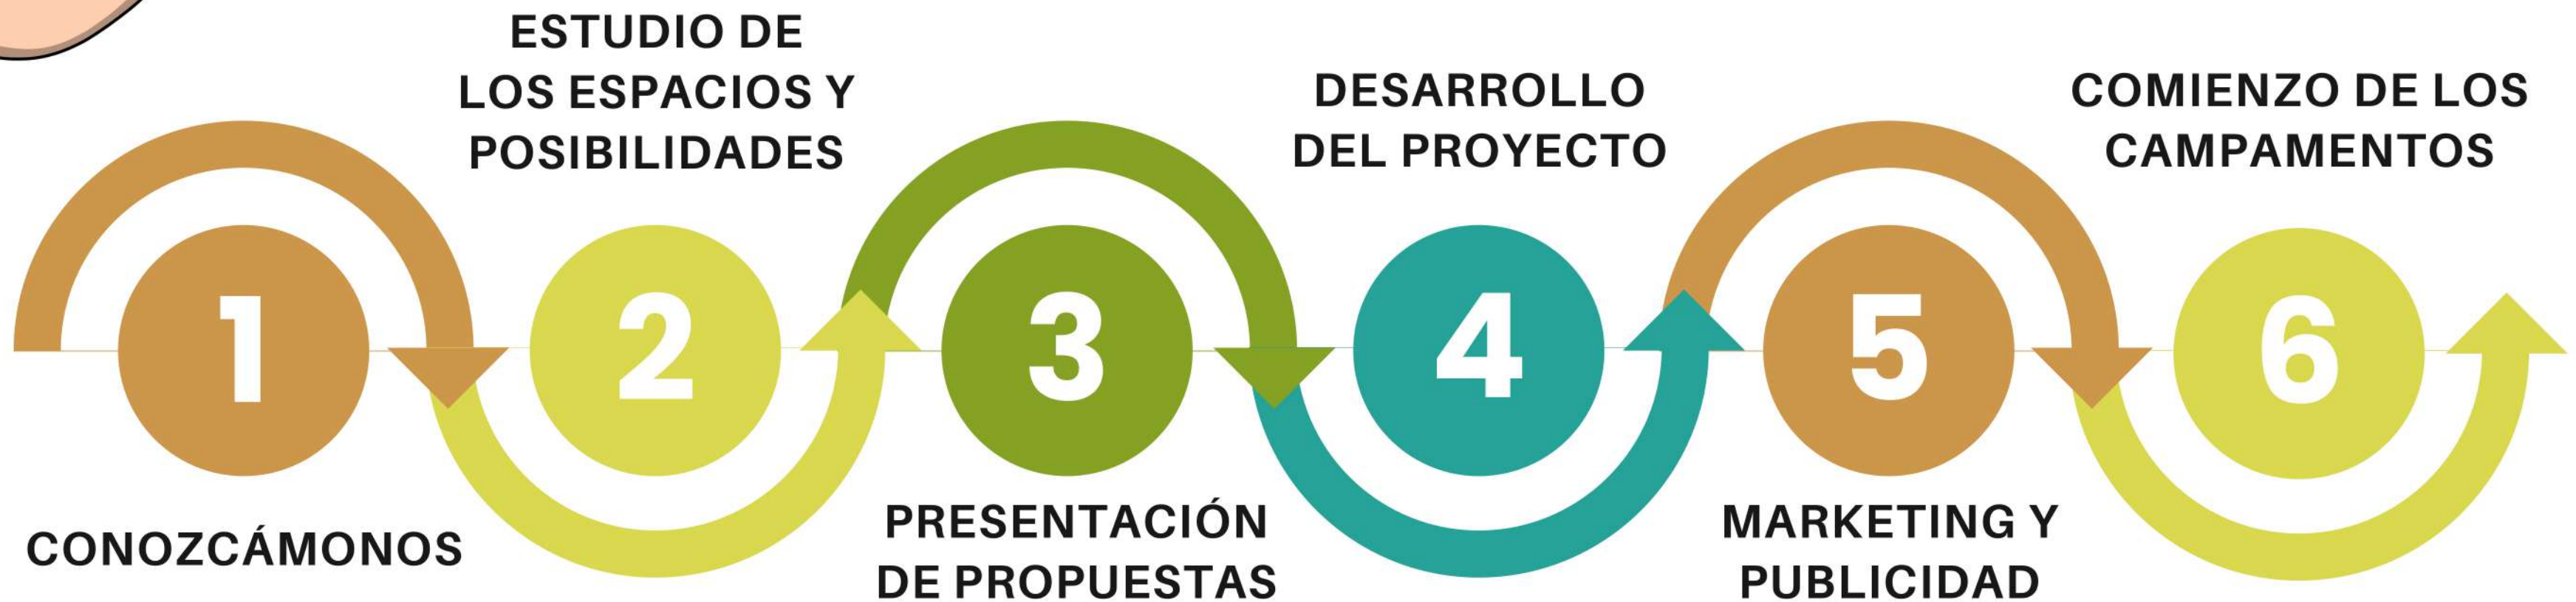 1
CONOZCÁMONOS
ESTUDIO DE
LOS ESPACIOS Y
POSIBILIDADES
2
3
PRESENTACIÓN
DE PROPUESTAS
DESARROLLO
DEL PROYECTO
4
5
MARKETING Y
PUBLICIDAD
COMIENZO DE LOS
CAMPAMENTOS
6